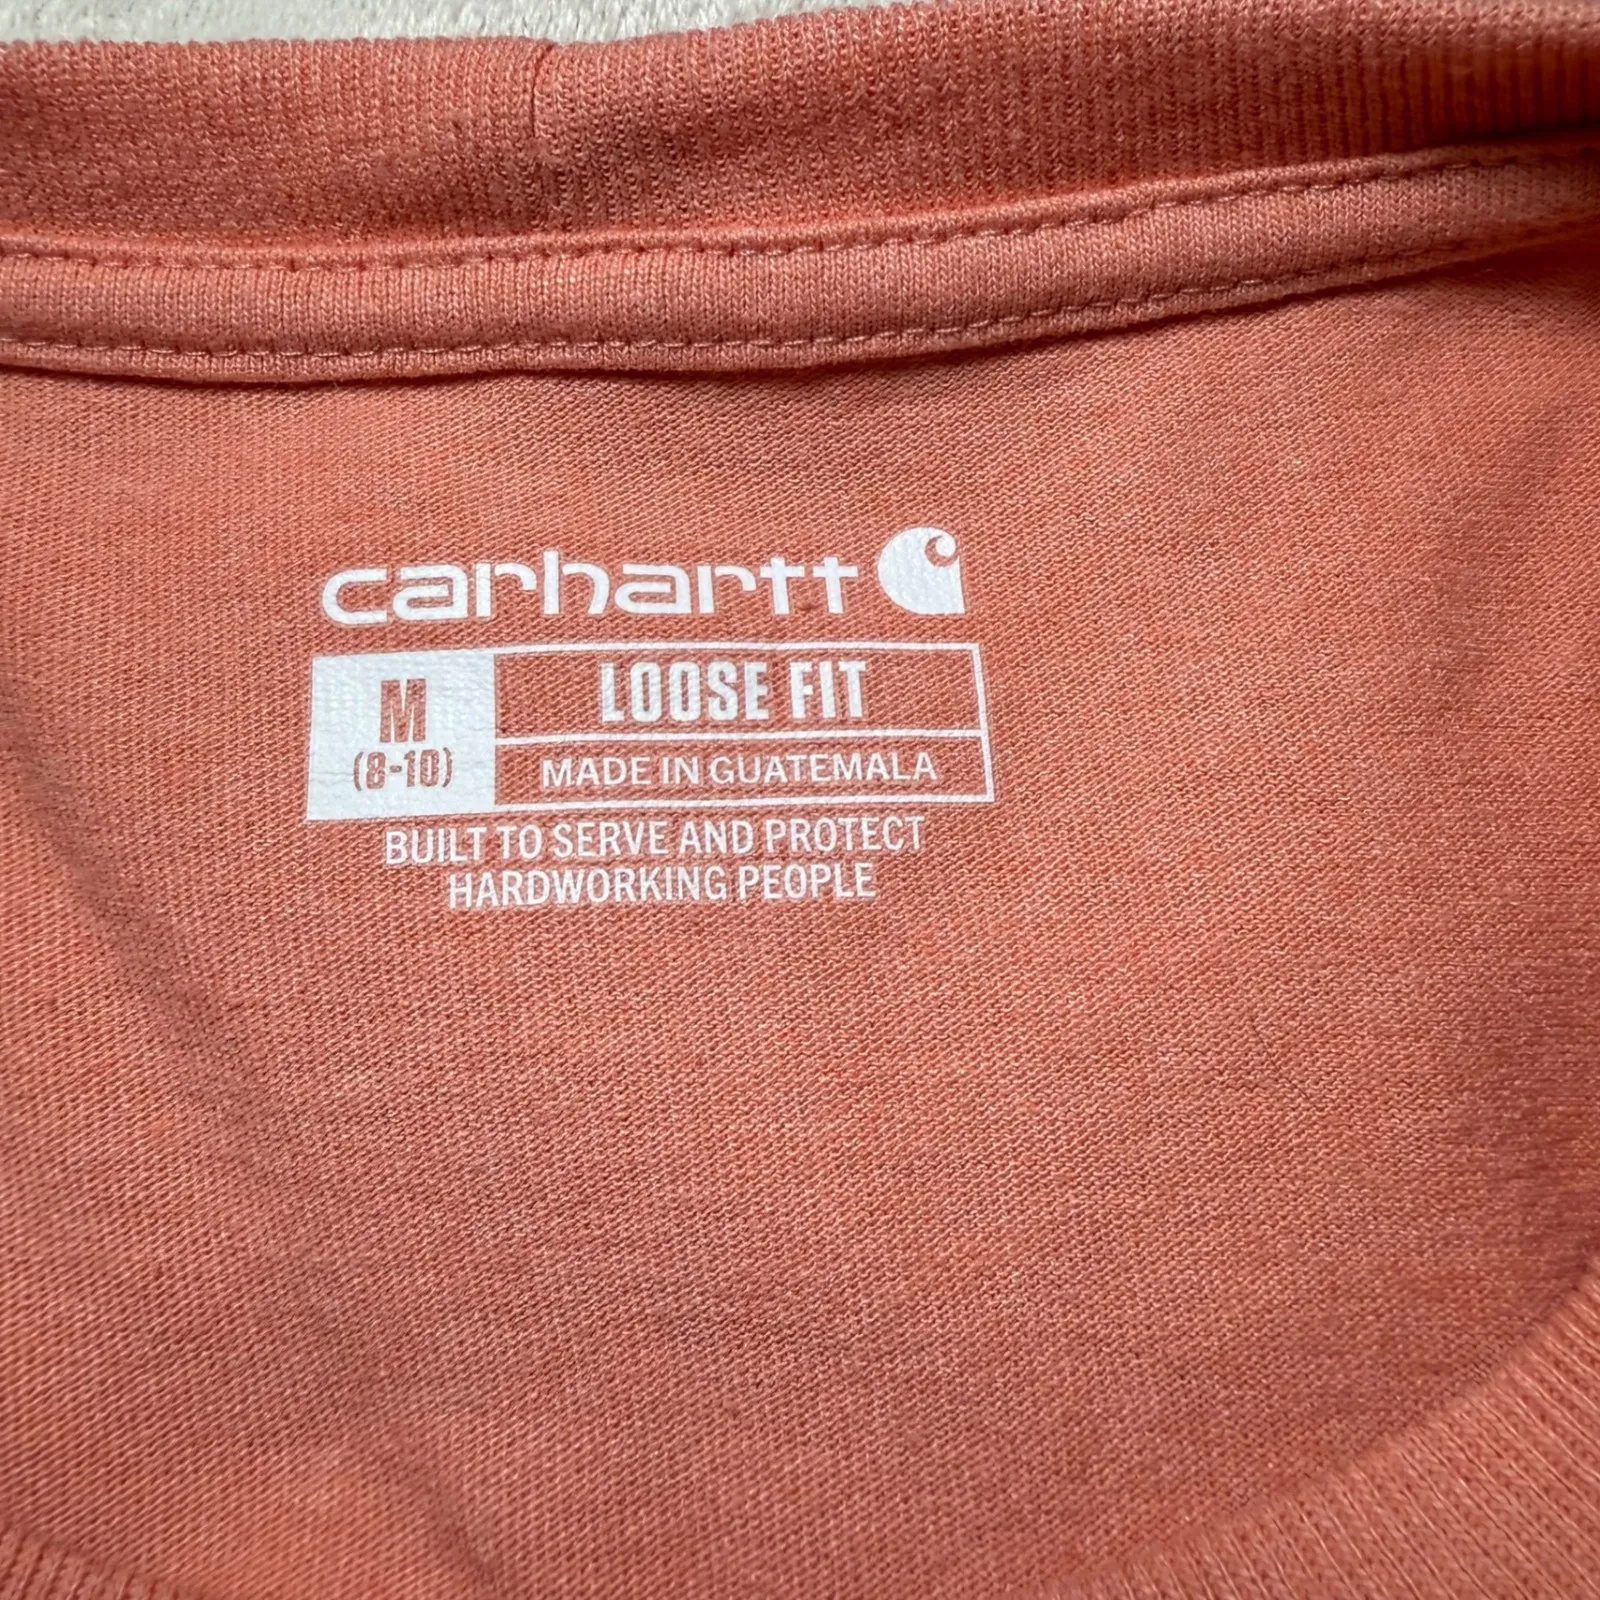 carhartt
M
(8-10)
LOOSE FIT
MADE IN GUATEMALA
BUILT TO SERVE AND PROTECT
HARDWORKING PEOPLE